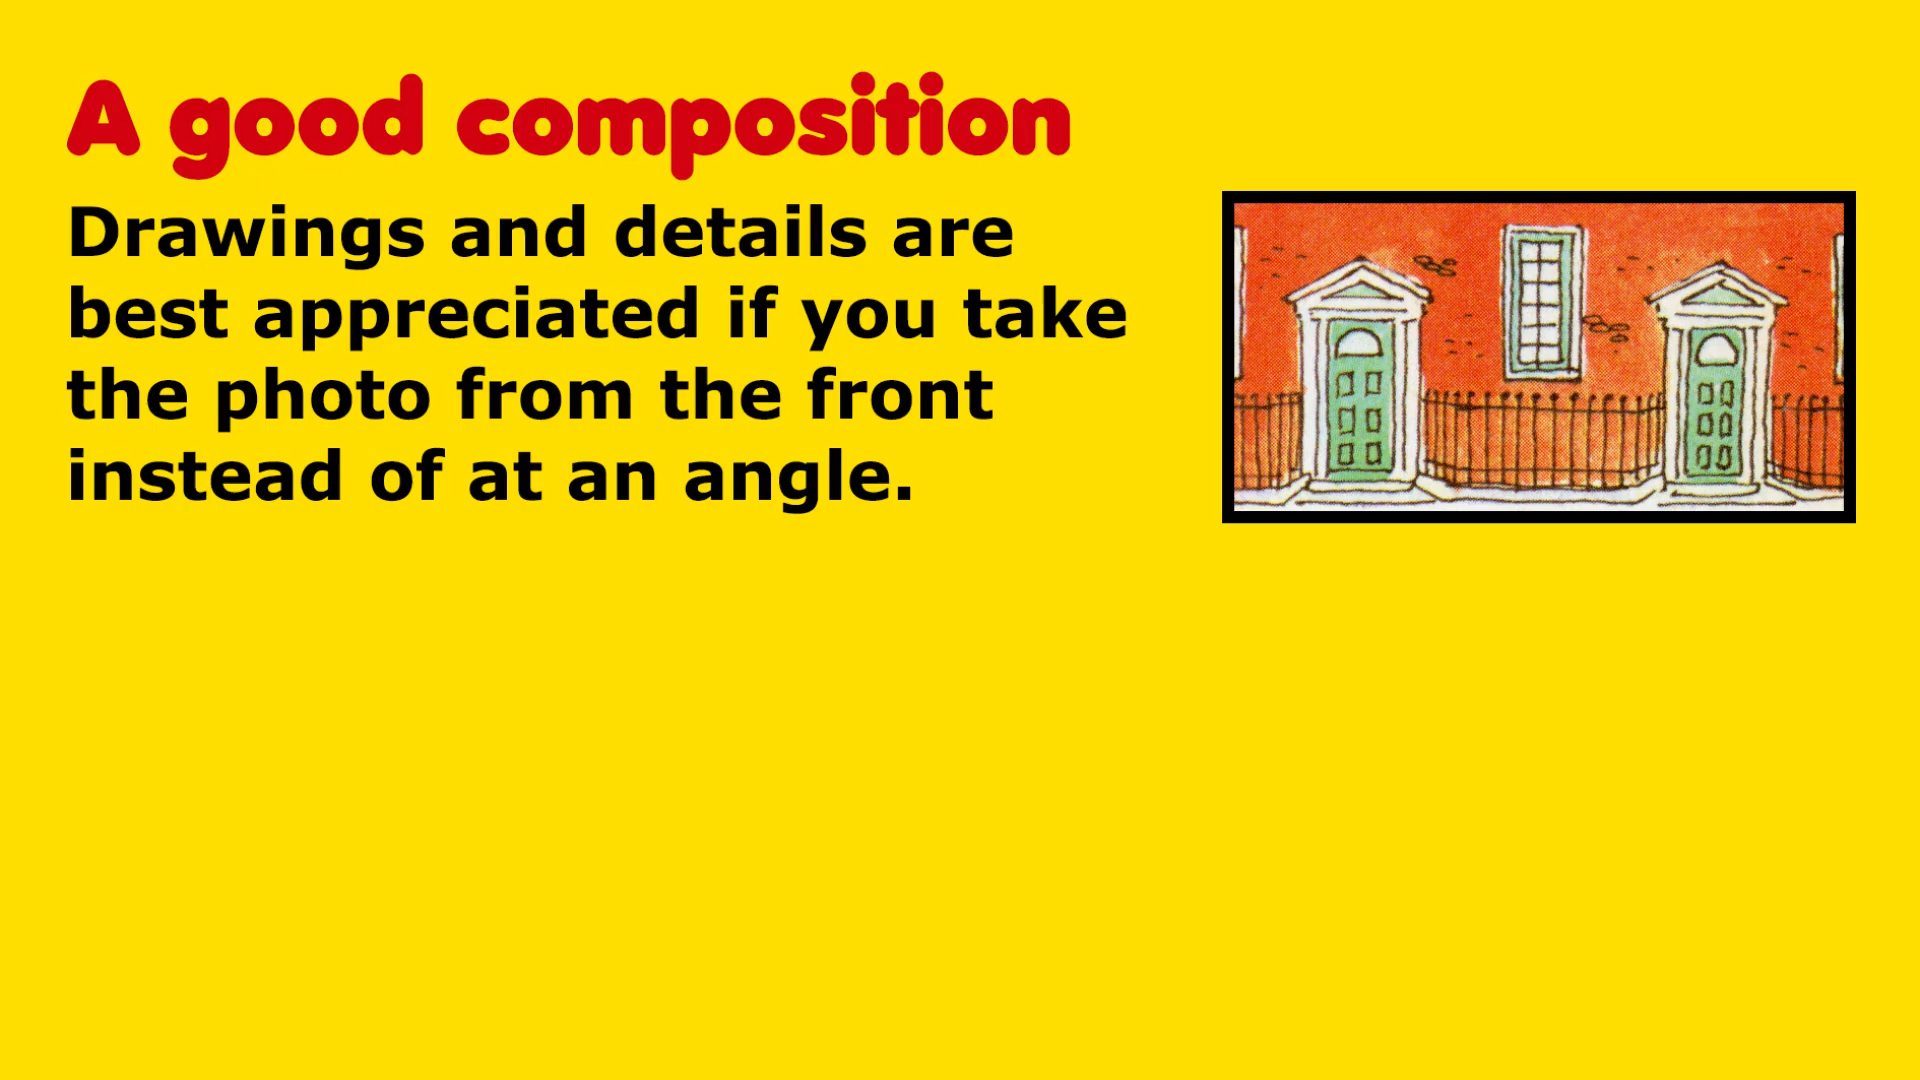 A good composition
Drawings and details are
best appreciated if you take
the photo from the front
instead of at an angle.